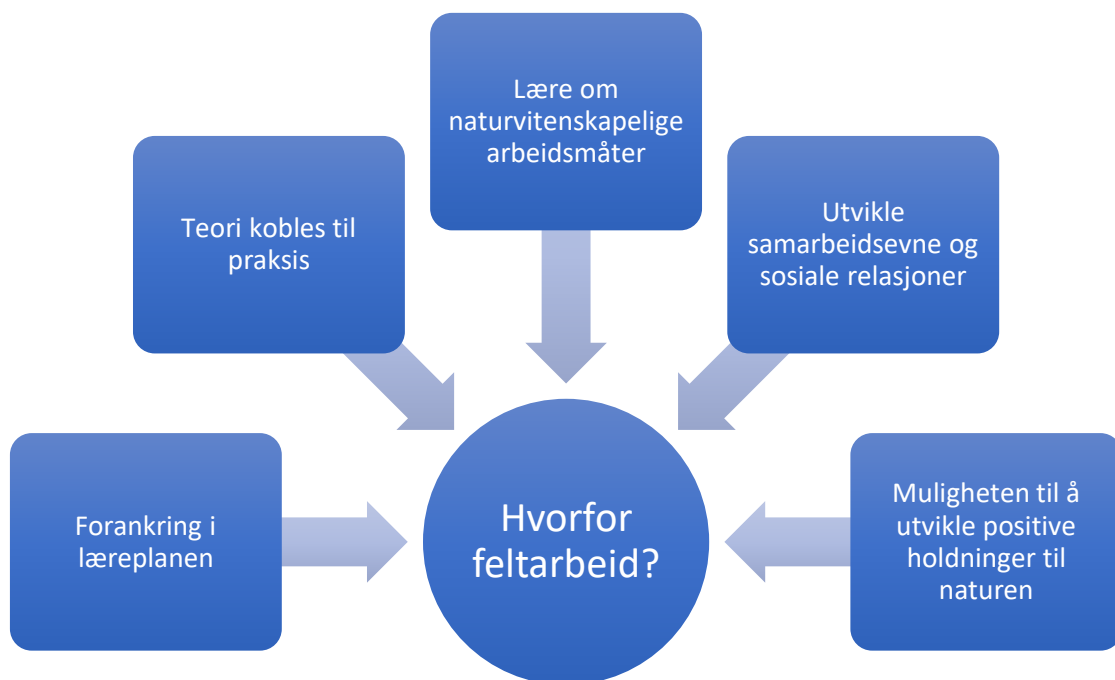 Lære om
naturvitenskapelige
arbeidsmåter
Teori kobles til
praksis
Utvikle
samarbeidsevne og
sosiale relasjoner
Forankring i
læreplanen
Hvorfor
feltarbeid?
Muligheten til å
utvikle positive
holdninger til
naturen